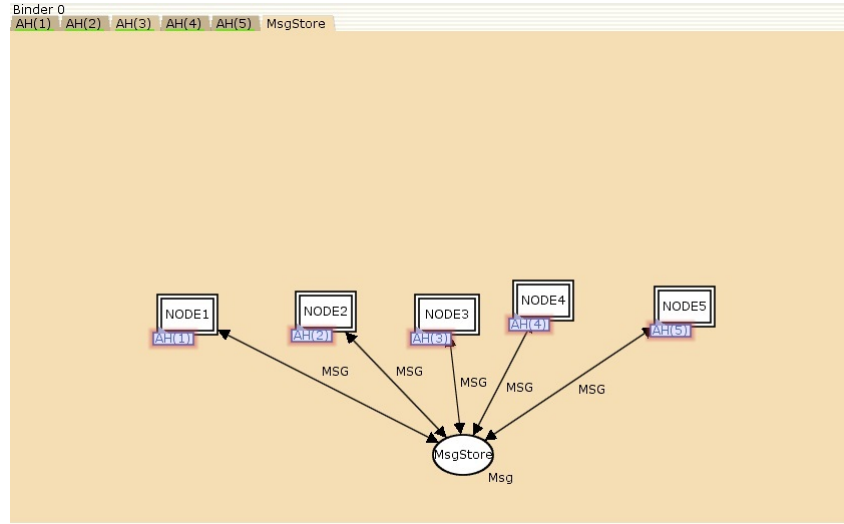 Binder 0
AH(1) AH(2) AH(3) AH(4) AH(5) MsgStore
NODE1 NODE2 NODE3 NODE4 NODE5
AH(1) AH(2) AH(3) AH(4) AH(5)
MSG MSG MSG MSG MSG
MsgStore
Msg